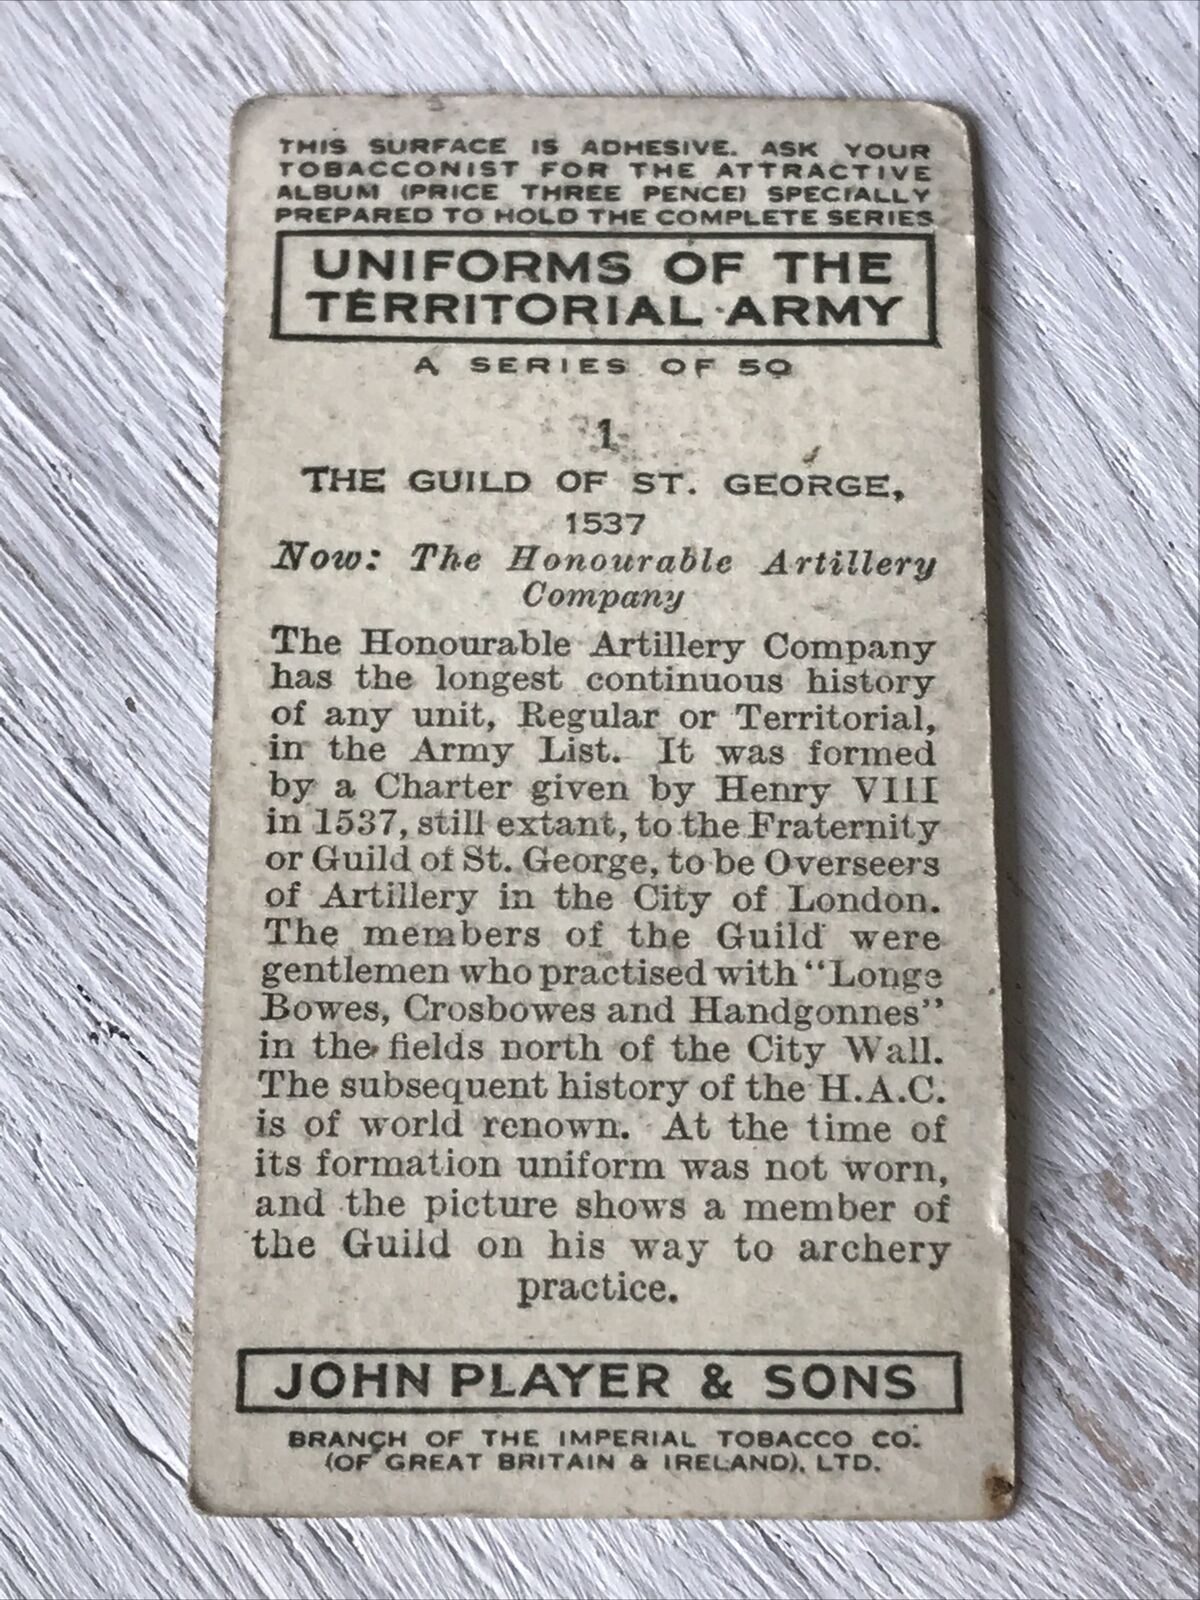 THIS SURFACE IS ADHESIVE. ASK YOUR
TOBACCONIST FOR THE ATTRACTIVE
ALBUM (PRICE THREE PENCE) SPECIALLY
PREPARED TO HOLD THE COMPLETE SERIES
UNIFORMS OF THE
TERRITORIAL ARMY
A SERIES OF 50
1
THE GUILD OF ST. GEORGE,
1537
Now: The Honourable Artillery
Company
The Honourable Artillery Company
has the longest continuous history
of any unit, Regular or Territorial,
in the Army List. It was formed
by a Charter given by Henry VIII
in 1537, still extant, to the Fraternity
or Guild of St. George, to be Overseers
of Artillery in the City of London.
The members of the Guild were
gentlemen who practised with "Longe
Bowes, Crosbowes and Handgonnes"
in the fields north of the City Wall.
The subsequent history of the H.A.C.
is of world renown. At the time of
its formation uniform was not worn,
and the picture shows a member of
the Guild on his way to archery
practice.
JOHN PLAYER & SONS
BRANCH OF THE IMPERIAL TOBACCO CO.
(OF GREAT BRITAIN & IRELAND), LTD.